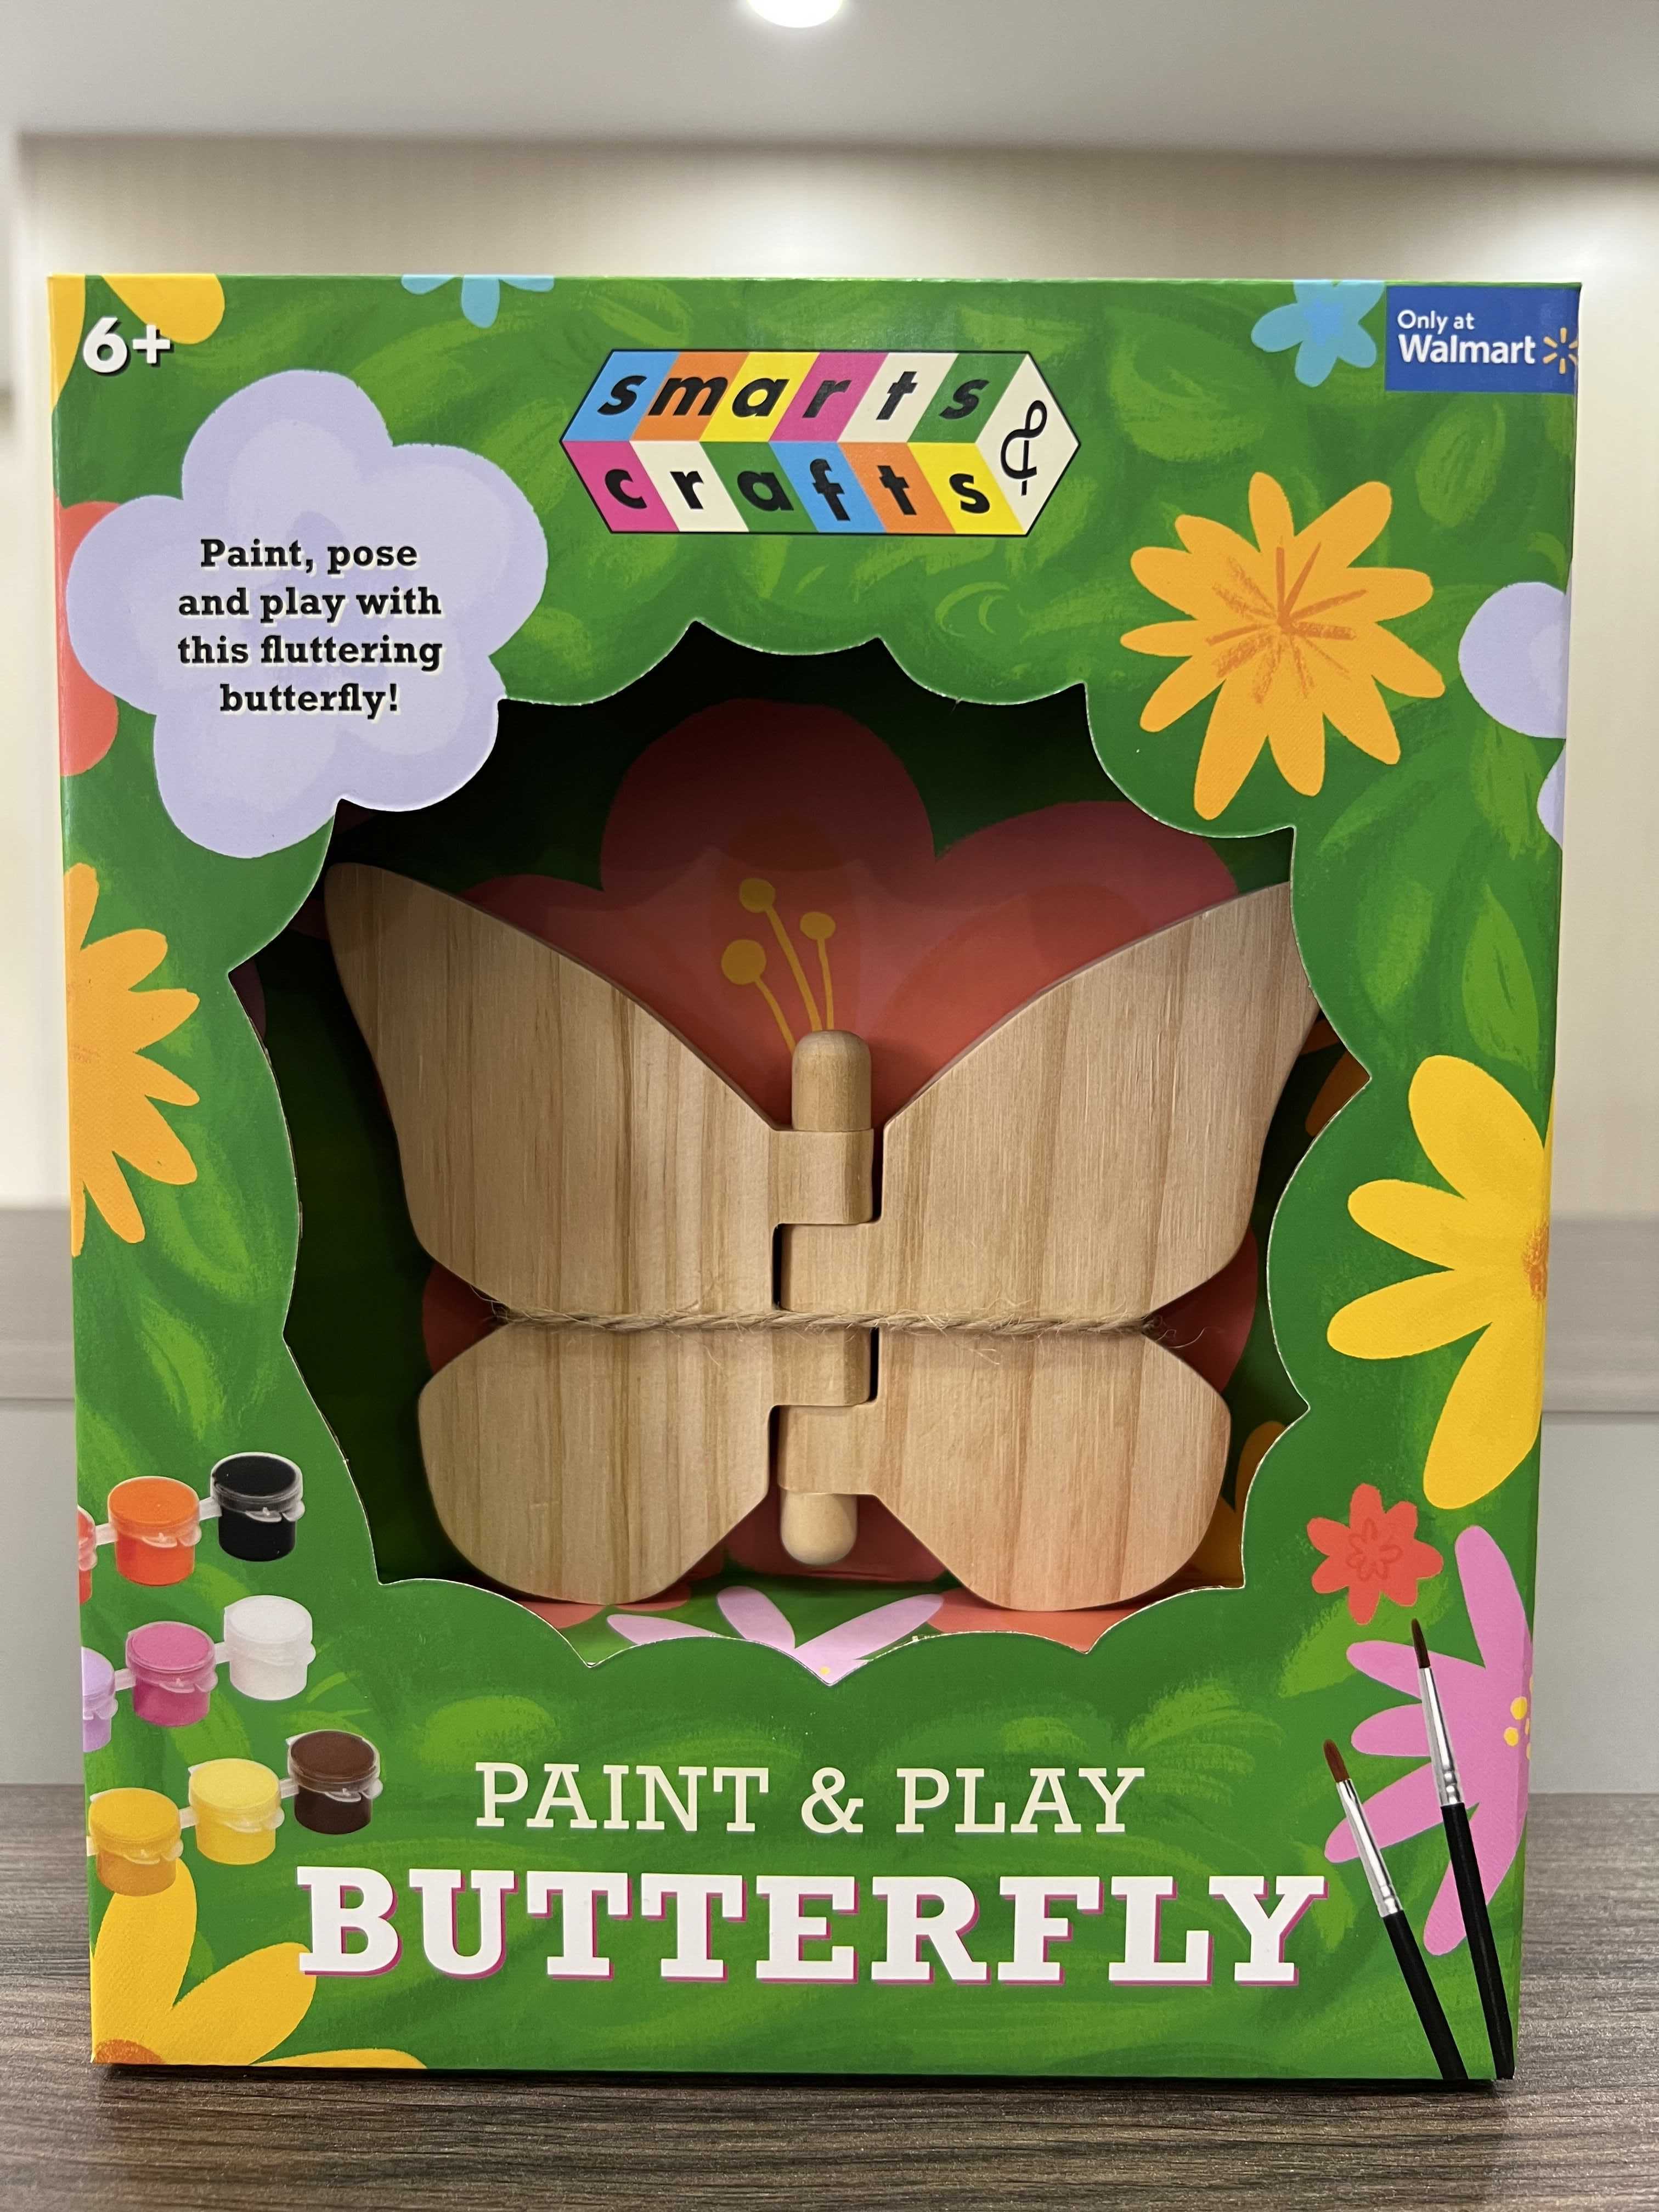 6+
Only at
Walmart
smarts &
crafts
Paint, pose
and play with
this fluttering
butterfly!
PAINT & PLAY
BUTTERFLY